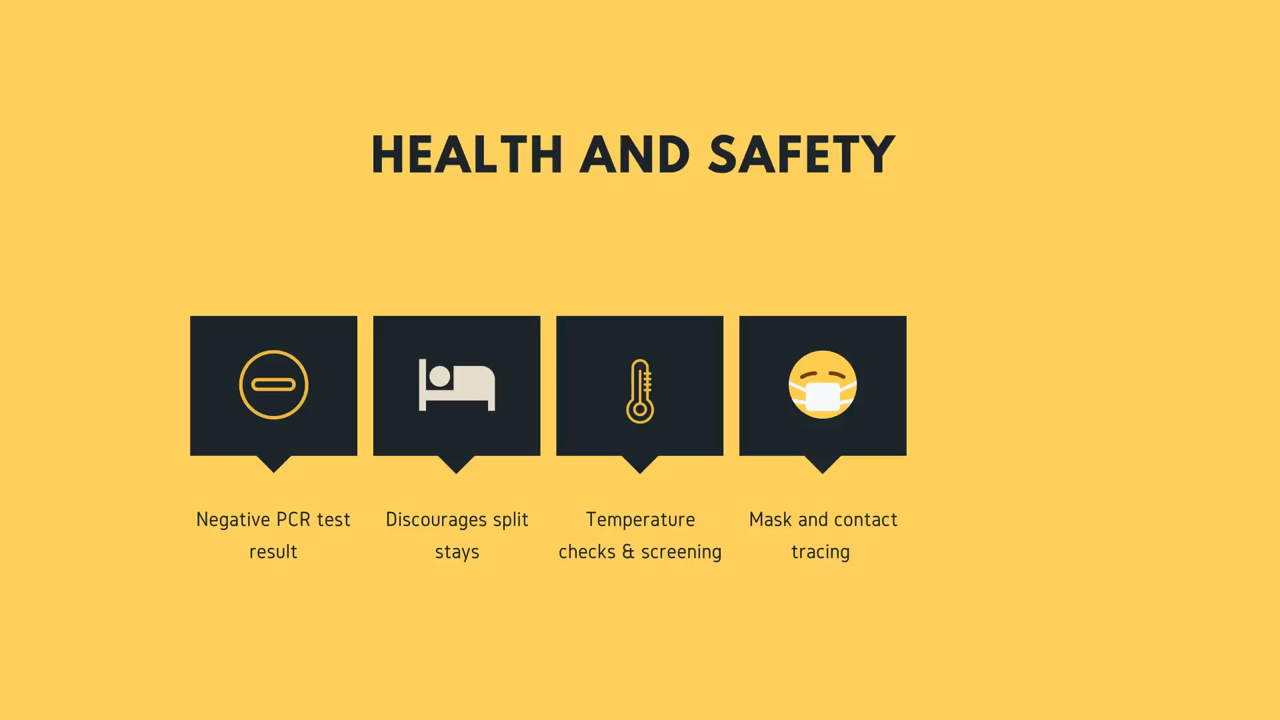 HEALTH AND SAFETY
Negative PCR test
result
Discourages split
stays
Temperature
checks & screening
Mask and contact
tracing